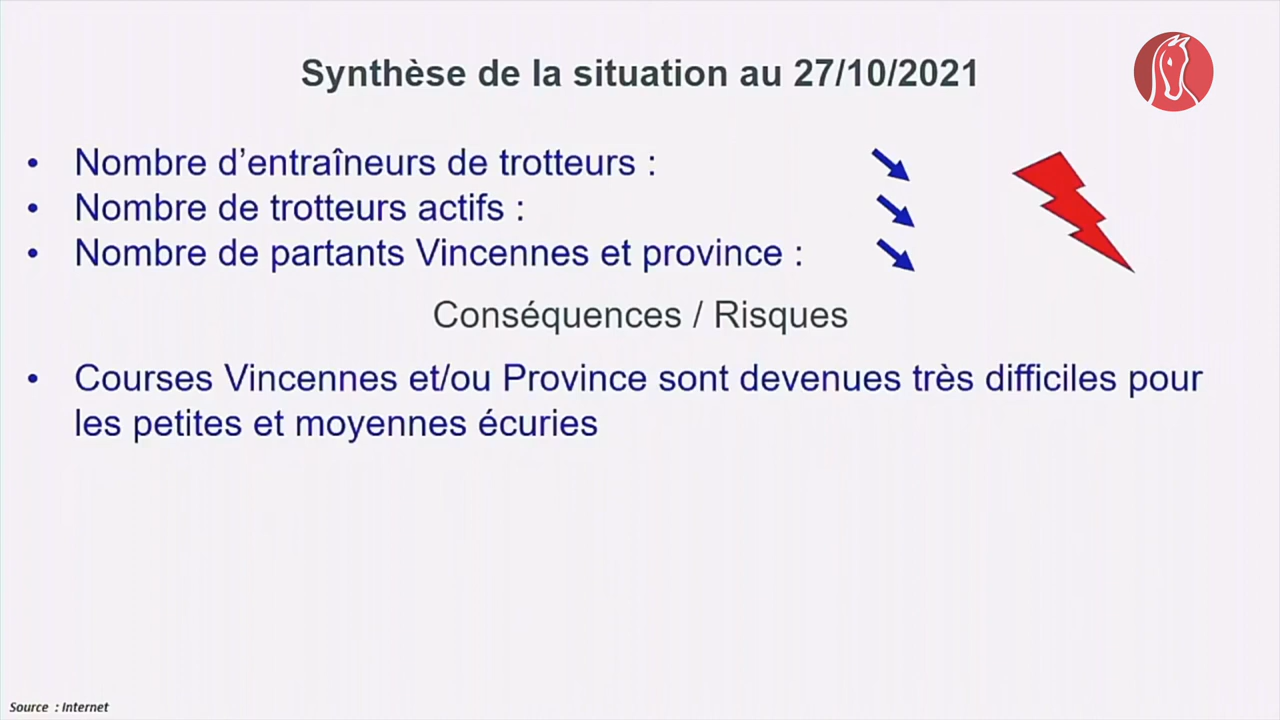 Synthèse de la situation au 27/10/2021
• Nombre d’entraîneurs de trotteurs :
• Nombre de trotteurs actifs :
• Nombre de partants Vincennes et province :
Conséquences / Risques
• Courses Vincennes et/ou Province sont devenues très difficiles pour
les petites et moyennes écuries
Source : Internet